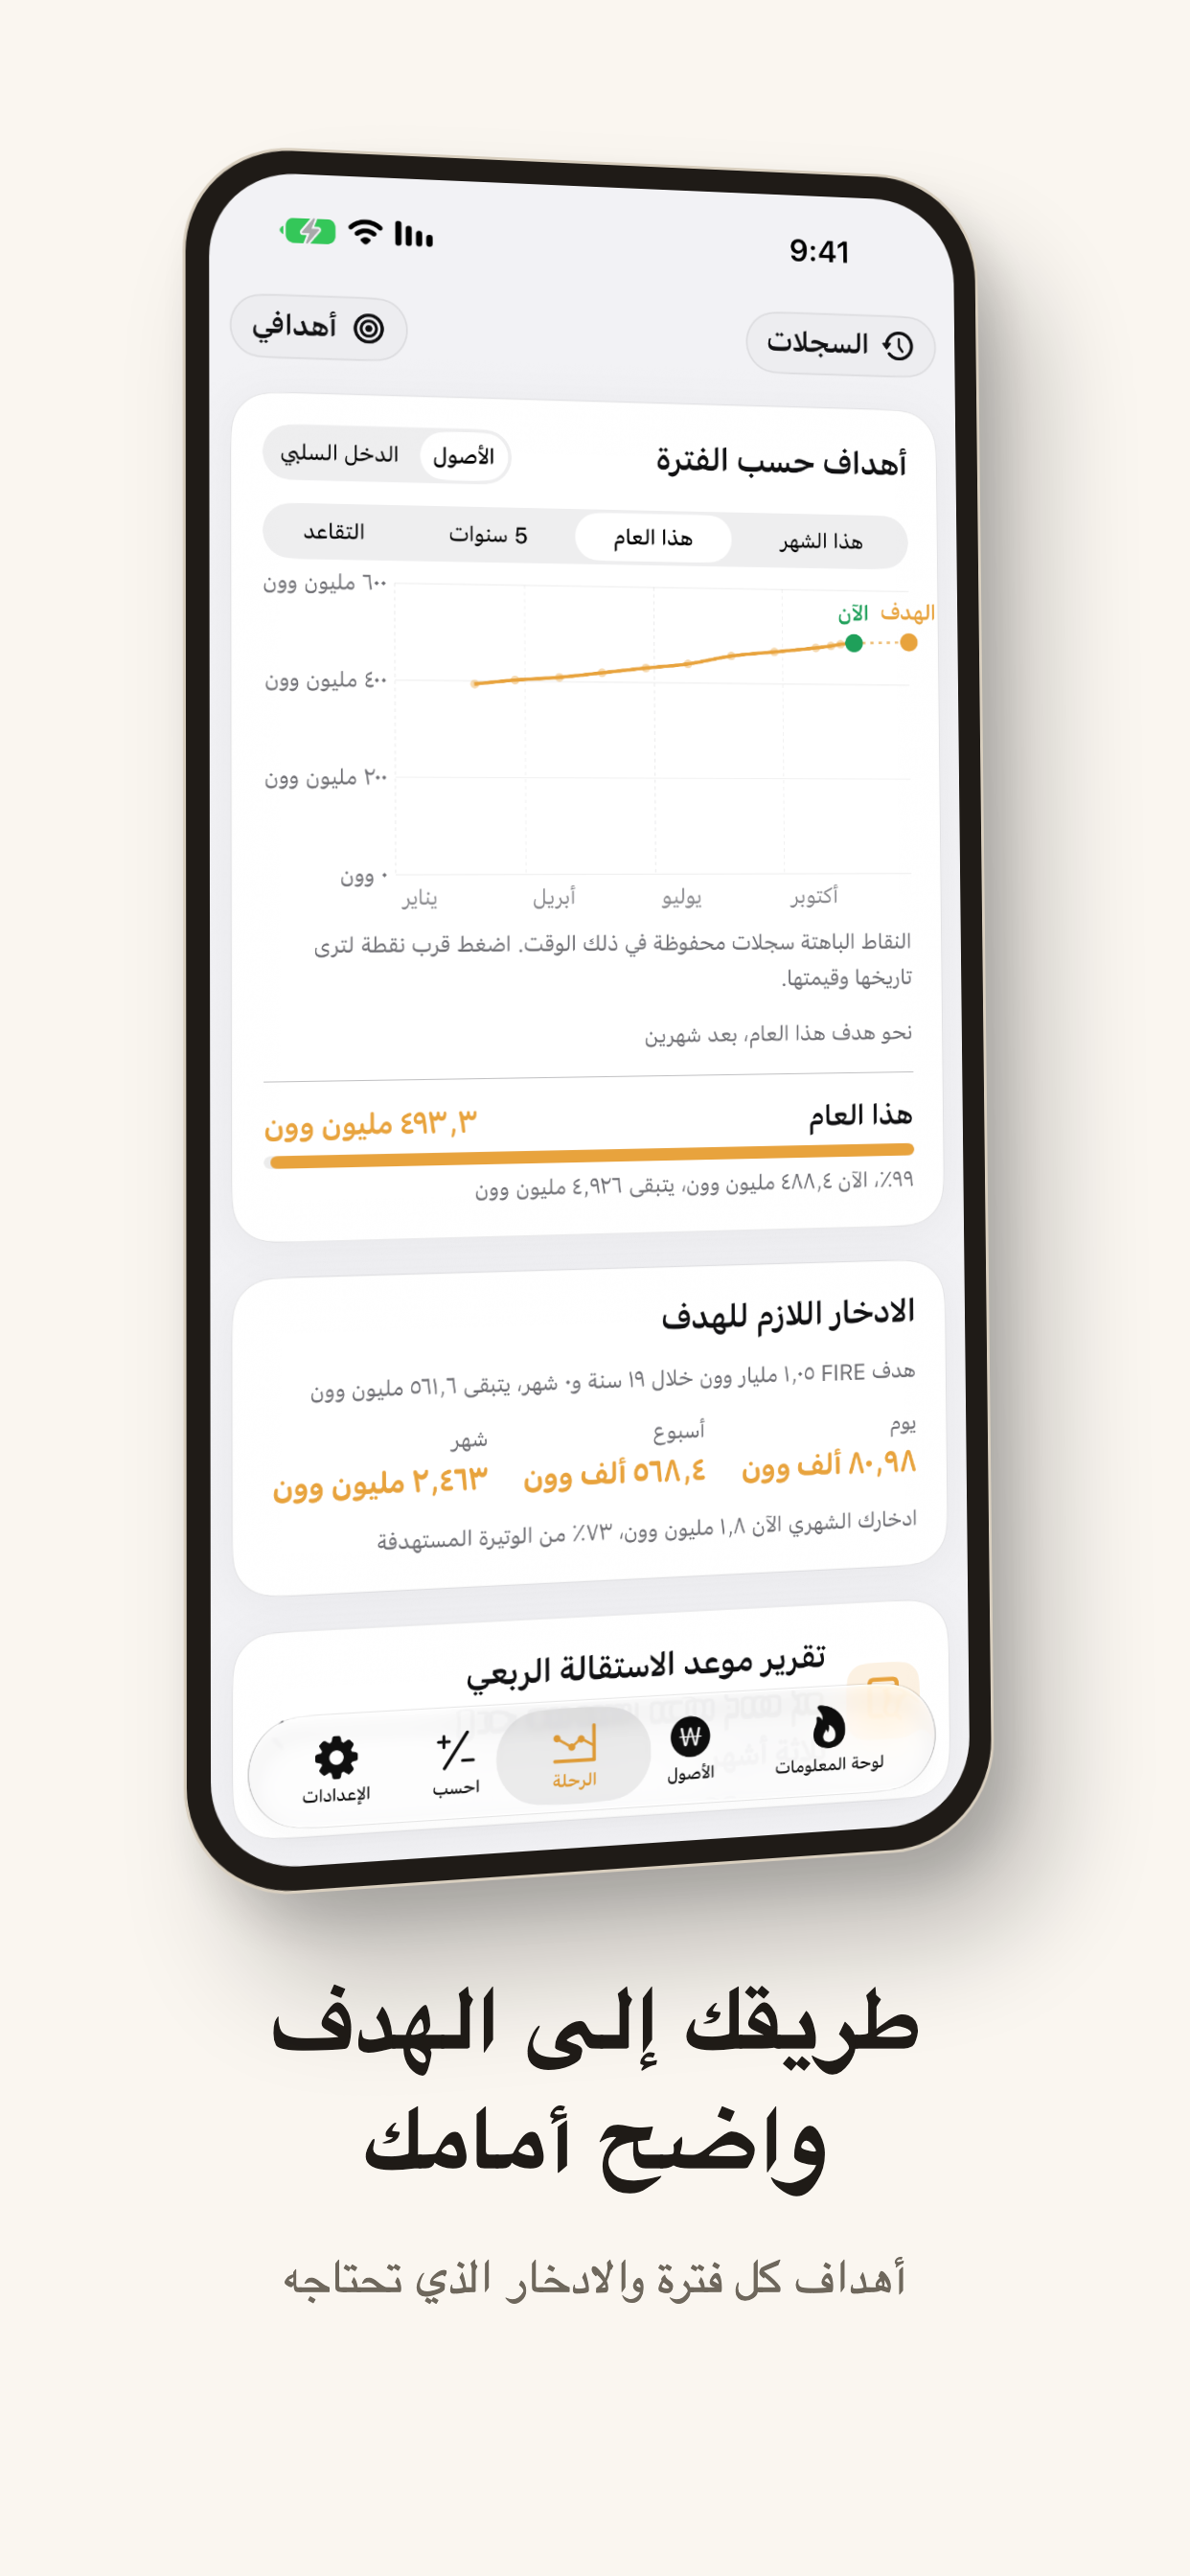 9:41
السجلات
أهدافي
أهداف حسب الفترة
الأصول
الدخل السلبي
هذا الشهر
هذا العام
5 سنوات
التقاعد
٦٠٠ مليون وون
الهدف
الآن
٤٠٠ مليون وون
٢٠٠ مليون وون
٠ وون
يناير
أبريل
يوليو
أكتوبر
النقاط الباهتة سجلات محفوظة في ذلك الوقت. اضغط قرب نقطة لترى
تاريخها وقيمتها.
نحو هدف هذا العام، بعد شهرين
هذا العام
٤٩٣,٣ مليون وون
٩٩٪، الآن ٤٨٨,٤ مليون وون، يتبقى ٤,٩٢٦ مليون وون
الادخار اللازم للهدف
هدف FIRE ١,٠٥ مليار وون خلال ١٩ سنة و٠ شهر، يتبقى ٥٦١,٦ مليون وون
يوم
أسبوع
شهر
٨٠,٩٨ ألف وون
٥٦٨,٤ ألف وون
٢,٤٦٣ مليون وون
ادخارك الشهري الآن ١,٨ مليون وون، ٧٣٪ من الوتيرة المستهدفة
تقرير موعد الاستقالة الربعي
لوحة المعلومات
الأصول
الرحلة
احسب
الإعدادات
طريقك إلى الهدف
واضح أمامك
أهداف كل فترة والادخار الذي تحتاجه